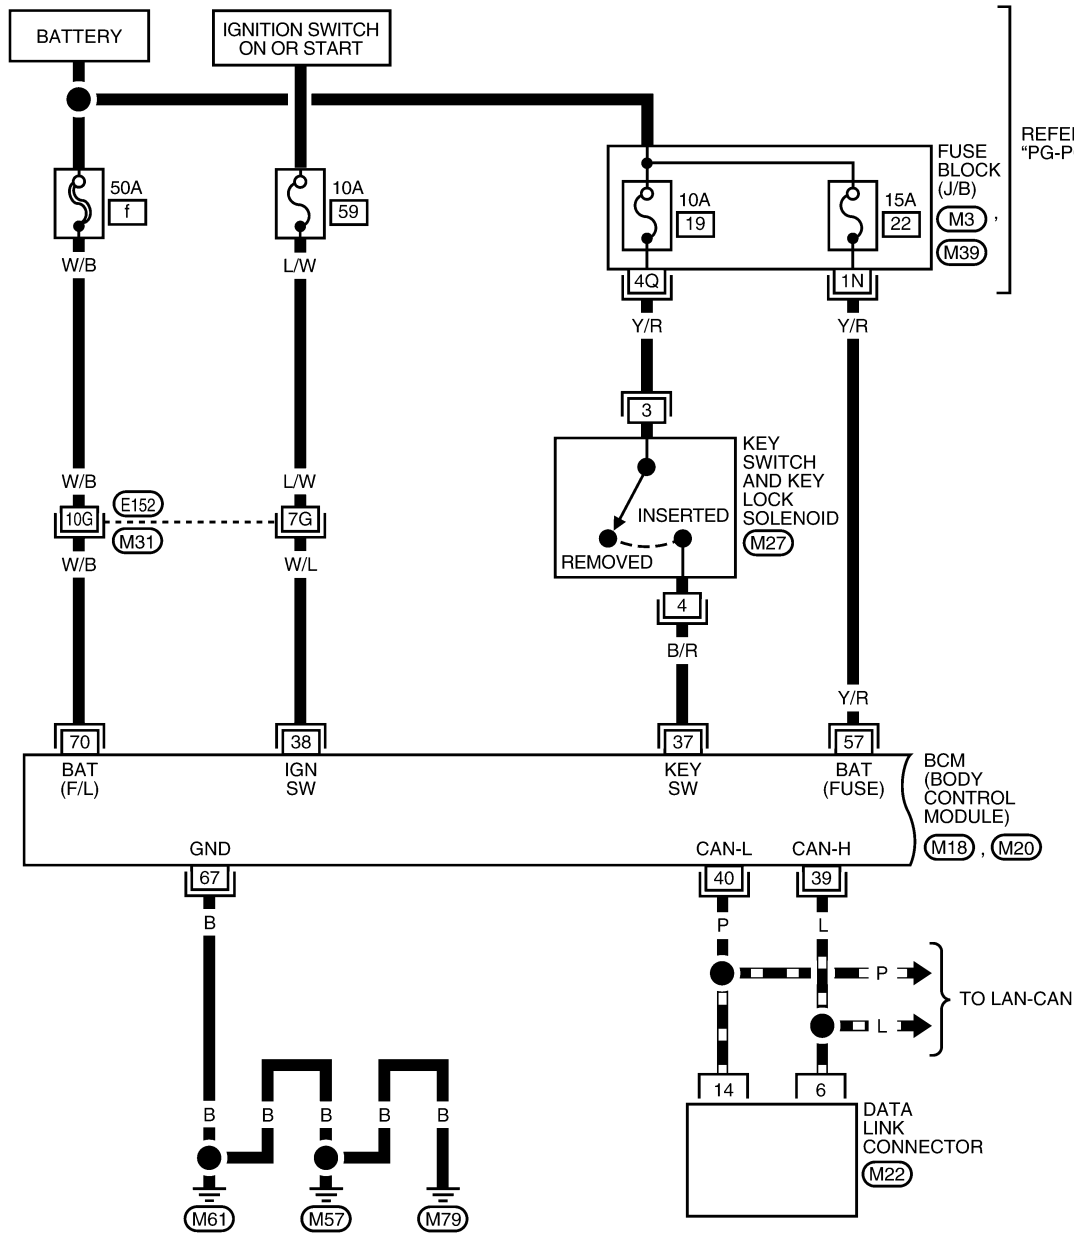 BATTERY
IGNITION SWITCH
ON OR START
REFE
"PG-P
FUSE
BLOCK
(J/B)
M3 ,
M39
50A
f
10A
59
10A
19
15A
22
W/B
L/W
4Q
1N
Y/R
Y/R
3
KEY
SWITCH
AND KEY
LOCK
SOLENOID
M27
INSERTED
REMOVED
W/B
L/W
10G
E152
M31
7G
W/B
W/L
4
B/R
Y/R
70
38
37
57
BAT
(F/L)
IGN
SW
KEY
SW
BAT
(FUSE)
BCM
(BODY
CONTROL
MODULE)
M18 , M20
GND
CAN-L
CAN-H
67
40
39
B
P
L
P
L
TO LAN-CAN
14
6
B
B
B
B
B
DATA
LINK
CONNECTOR
M22
M61
M57
M79